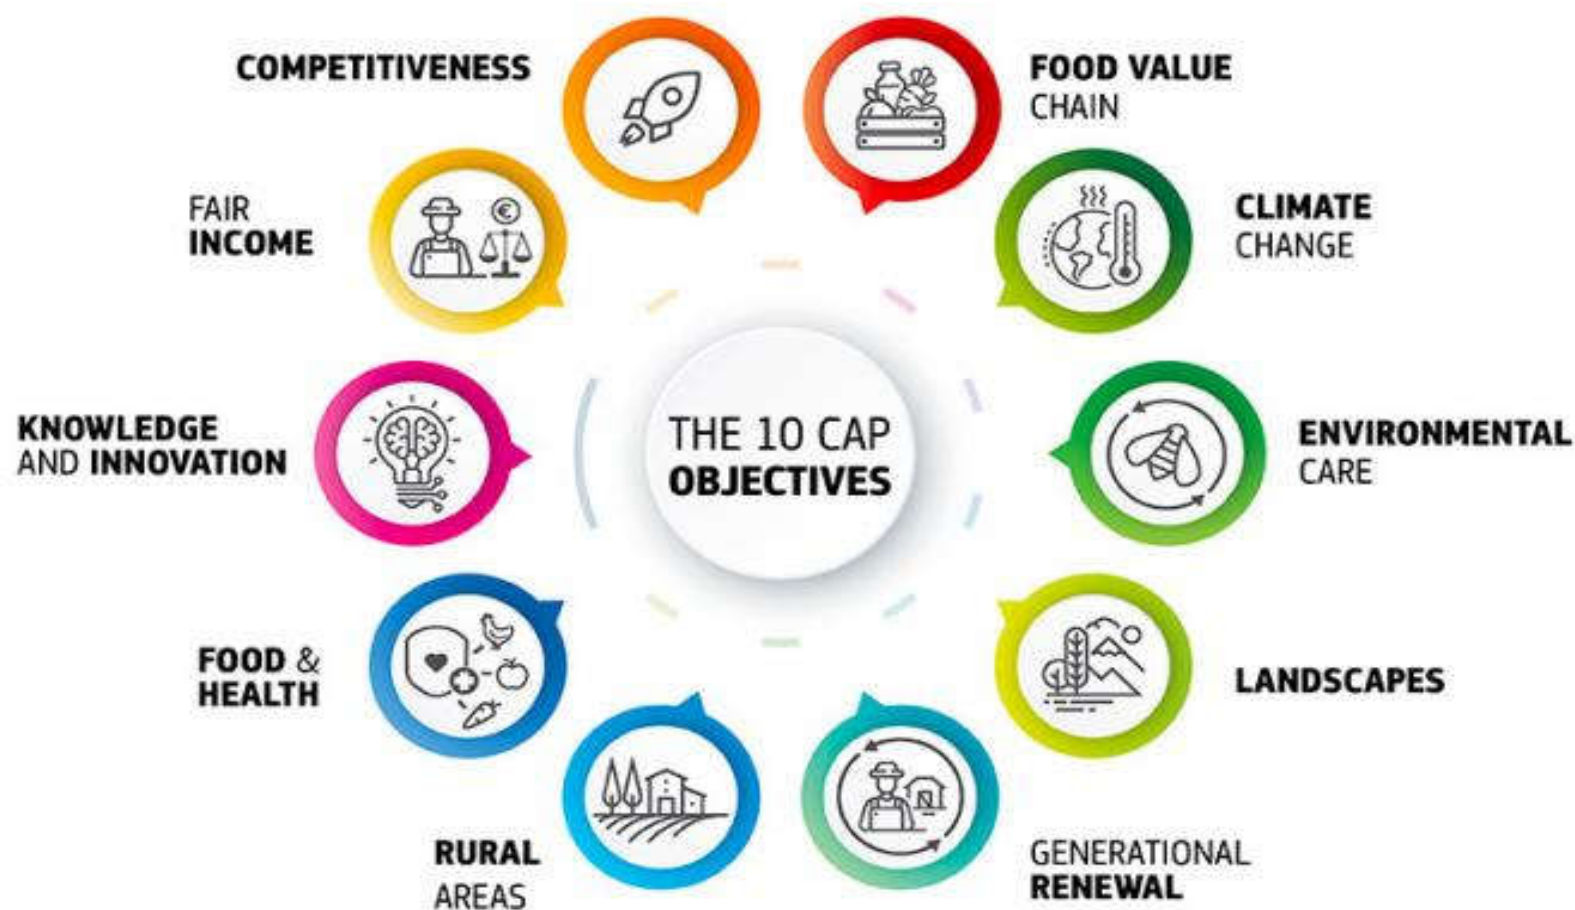 COMPETITIVENESS
FOOD VALUE
CHAIN
FAIR
INCOME
CLIMATE
CHANGE
KNOWLEDGE
AND INNOVATION
THE 10 CAP
OBJECTIVES
ENVIRONMENTAL
CARE
FOOD &
HEALTH
LANDSCAPES
RURAL
AREAS
GENERATIONAL
RENEWAL